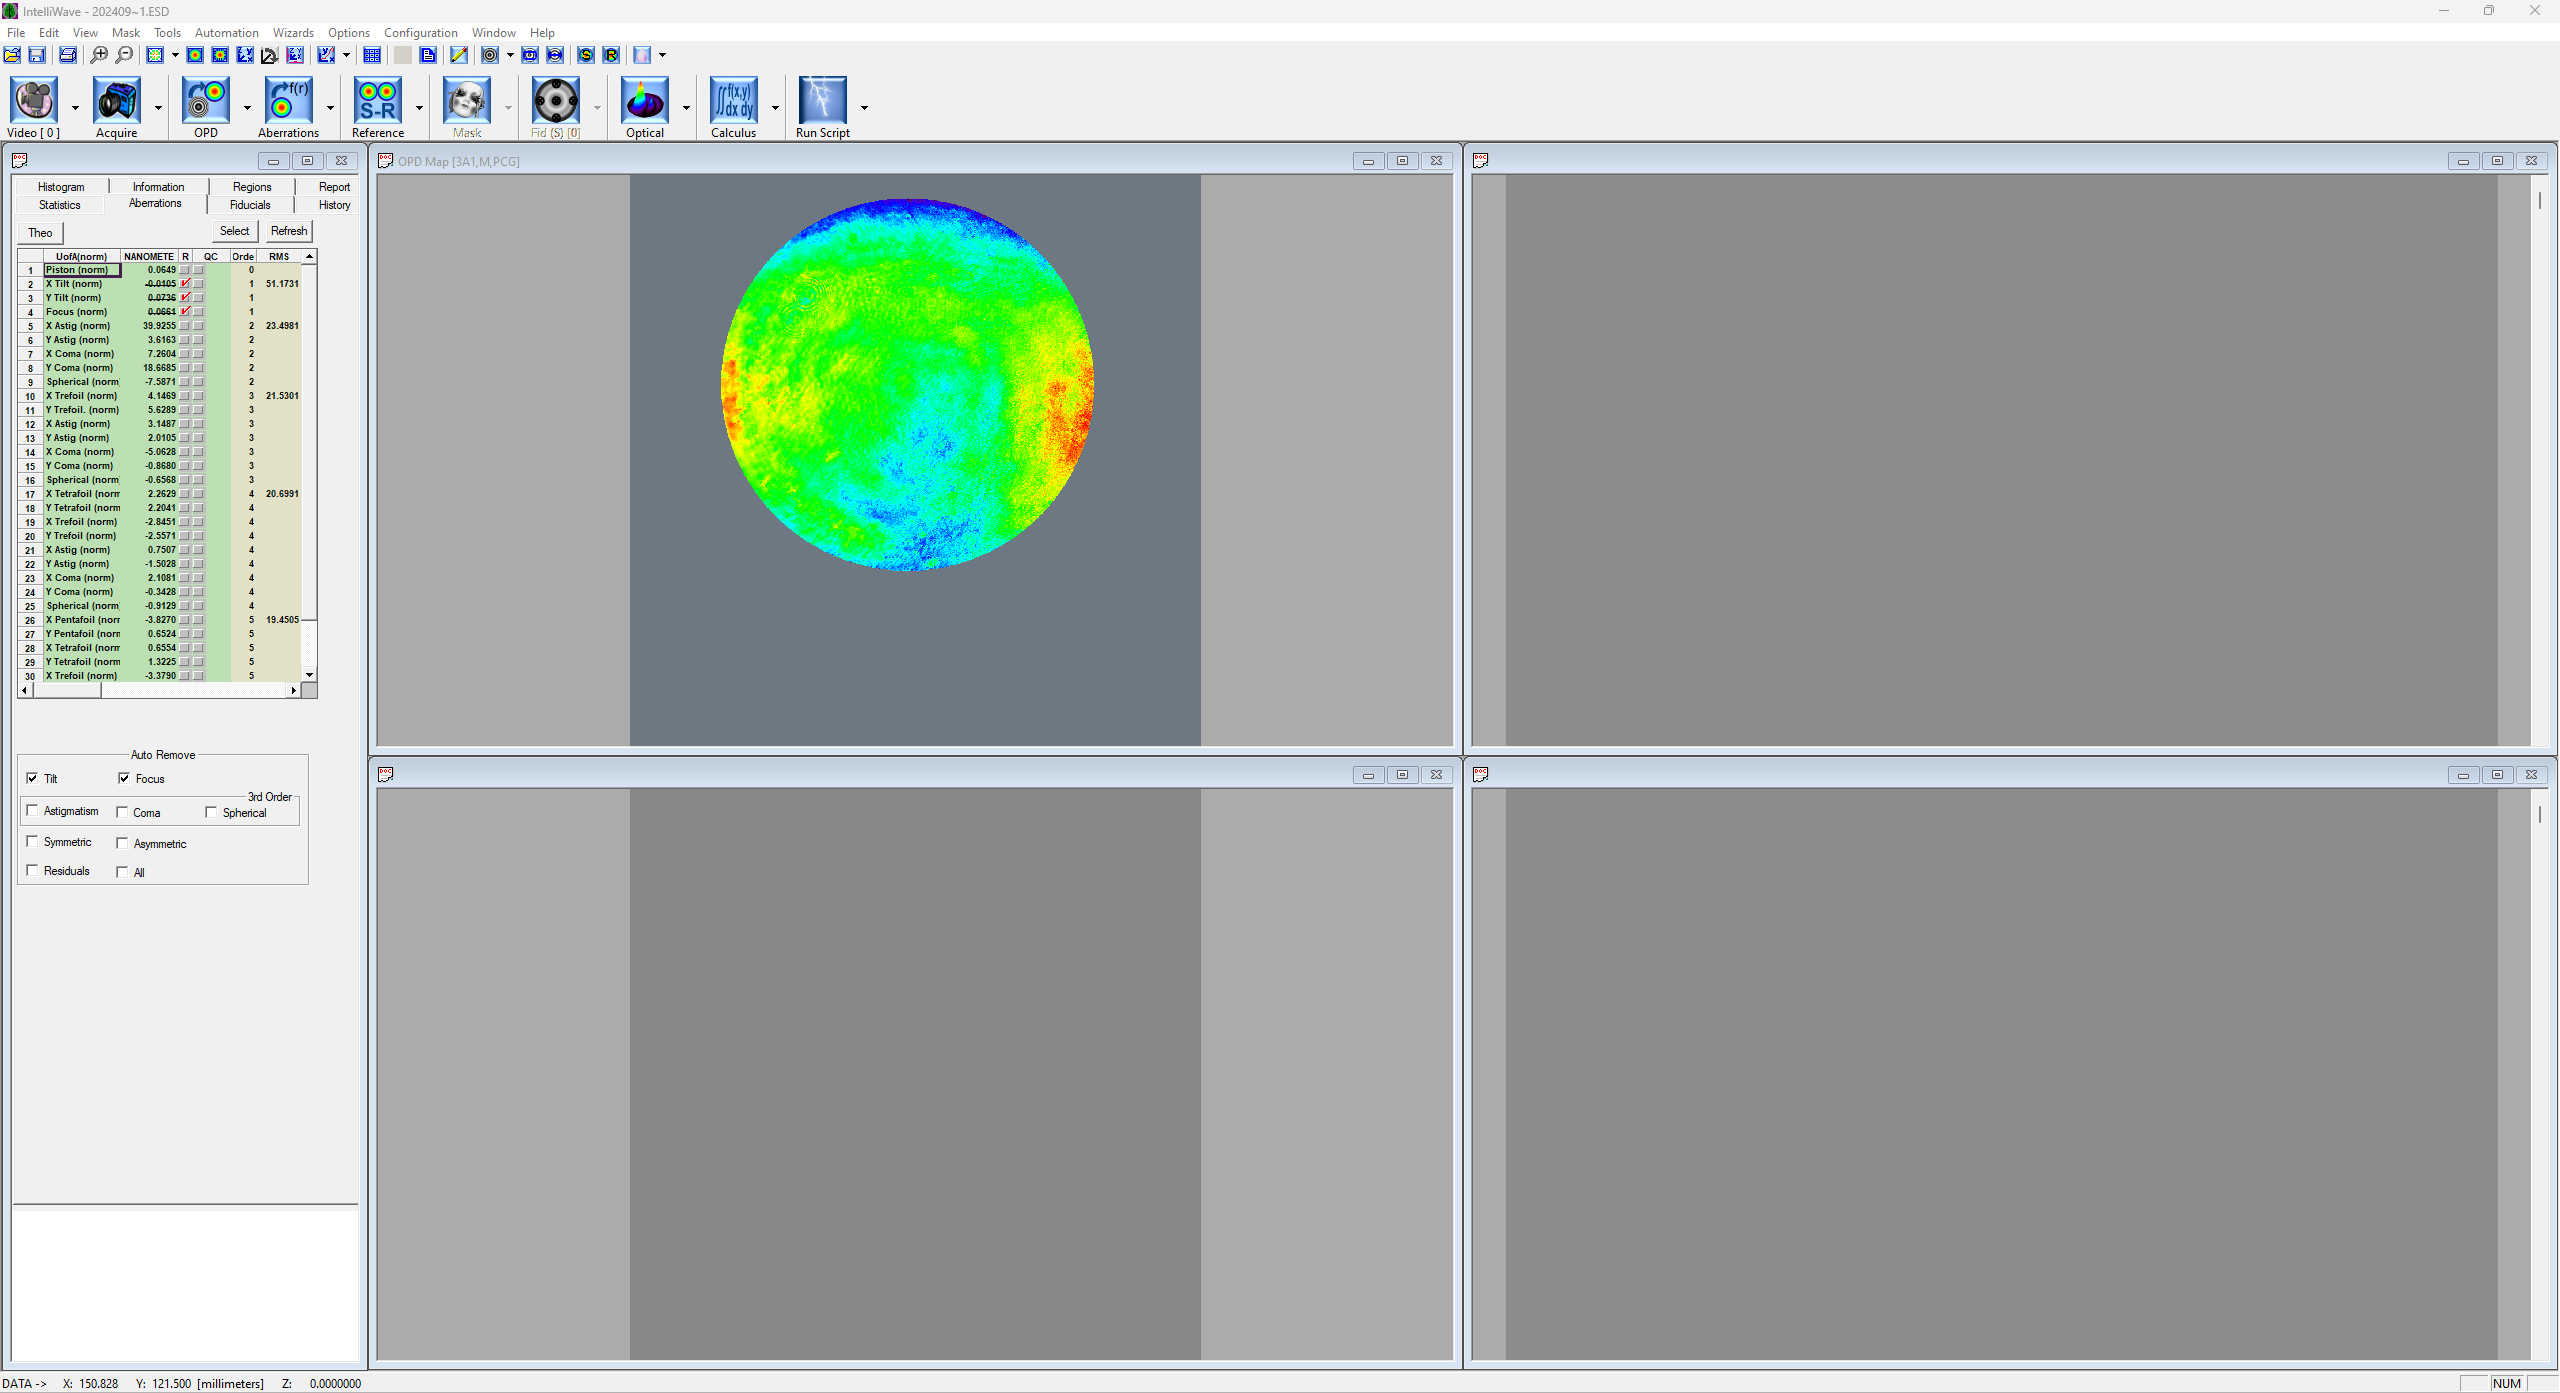 IntelliWave - 202409~1.ESD
File Edit View Mask Tools Automation Wizards Options Configuration Window Help
Video [ 0 ] Acquire OPD Aberrations Reference Mask Fid (S) [0] Optical Calculus Run Script
f(r) S-R ∫∫f(x,y) dx dy
OPD Map [3A1,M,PCG]
Histogram Information Regions Report
Statistics Aberrations Fiducials History
Theo Select Refresh
UofA(norm) NANOMETE R QC Orde RMS
1 Piston (norm) 0.0649 0
2 X Tilt (norm) -0.0105 1 51.1731
3 Y Tilt (norm) 0.0736 1
4 Focus (norm) 0.0661 1
5 X Astig (norm) 39.9255 2 23.4981
6 Y Astig (norm) 3.6163 2
7 X Coma (norm) 7.2604 2
8 Y Coma (norm) 18.6685 2
9 Spherical (norm -7.5871 2
10 X Trefoil (norm) 4.1469 3 21.5301
11 Y Trefoil. (norm) 5.6289 3
12 X Astig (norm) 3.1487 3
13 Y Astig (norm) 2.0105 3
14 X Coma (norm) -5.0628 3
15 Y Coma (norm) -0.8680 3
16 Spherical (norm -0.6568 3
17 X Tetrafoil (norm 2.2629 4 20.6991
18 Y Tetrafoil (norm 2.2041 4
19 X Trefoil (norm) -2.8451 4
20 Y Trefoil (norm) -2.5571 4
21 X Astig (norm) 0.7507 4
22 Y Astig (norm) -1.5028 4
23 X Coma (norm) 2.1081 4
24 Y Coma (norm) -0.3428 4
25 Spherical (norm -0.9129 4
26 X Pentafoil (norr -3.8270 5 19.4505
27 Y Pentafoil (norn 0.6524 5
28 X Tetrafoil (norm 0.6554 5
29 Y Tetrafoil (norm 1.3225 5
30 X Trefoil (norm) -3.3790 5
Auto Remove
Tilt Focus
3rd Order
Astigmatism Coma Spherical
Symmetric Asymmetric
Residuals All
DATA -> X: 150.828 Y: 121.500 [millimeters] Z: 0.0000000 NUM